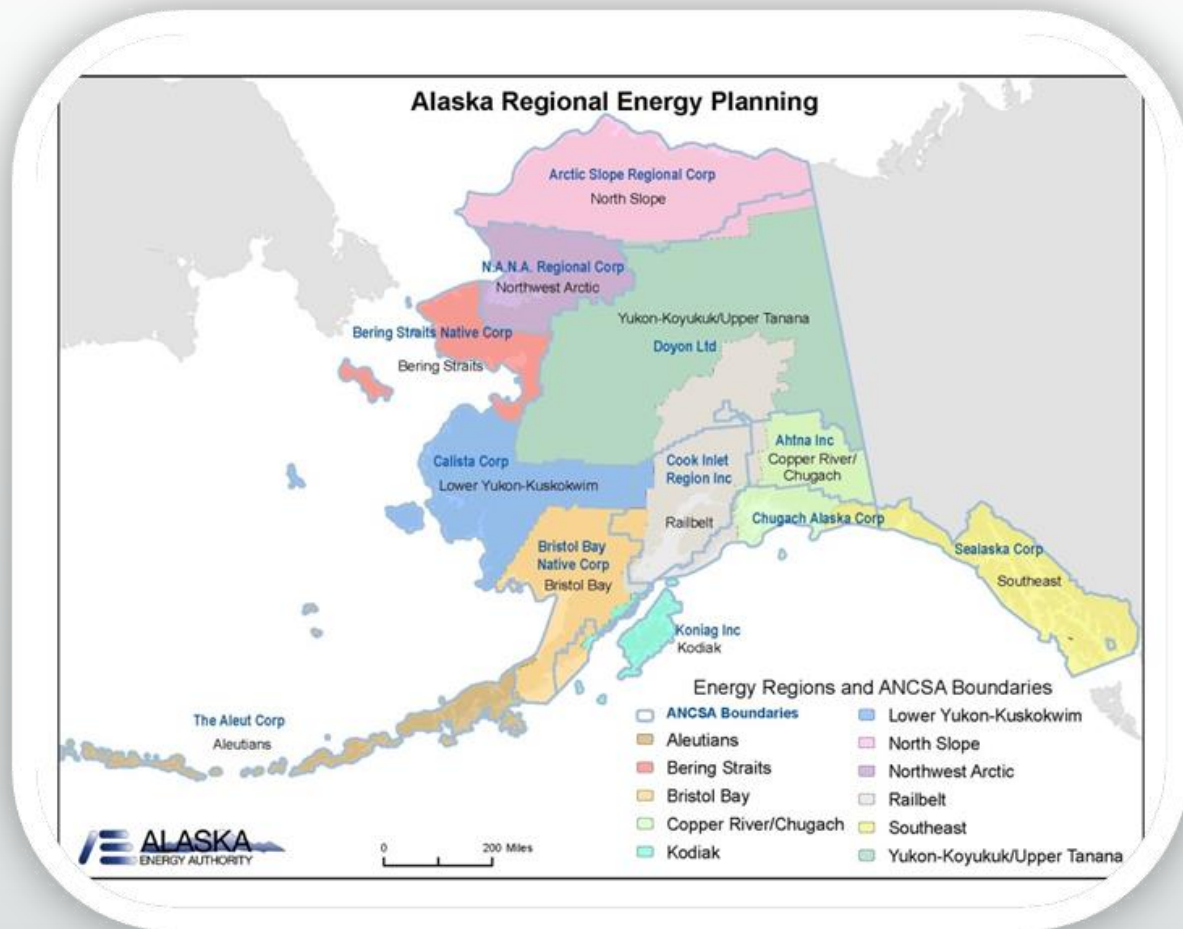 Alaska Regional Energy Planning
Arctic Slope Regional Corp
North Slope
N.A.N.A. Regional Corp
Northwest Arctic
Bering Straits Native Corp
Bering Straits
Yukon-Koyukuk/Upper Tanana
Doyon Ltd
Calista Corp
Lower Yukon-Kuskokwim
Cook Inlet
Region Inc
Railbelt
Ahtna Inc
Copper River/
Chugach
Chugach Alaska Corp
Bristol Bay
Native Corp
Bristol Bay
Sealaska Corp
Southeast
Koniag Inc
Kodiak
The Aleut Corp
Aleutians
Energy Regions and ANCSA Boundaries
ANCSA Boundaries
Aleutians
Bering Straits
Bristol Bay
Copper River/Chugach
Kodiak
Lower Yukon-Kuskokwim
North Slope
Northwest Arctic
Railbelt
Southeast
Yukon-Koyukuk/Upper Tanana
ALASKA
ENERGY AUTHORITY
0 200 Miles